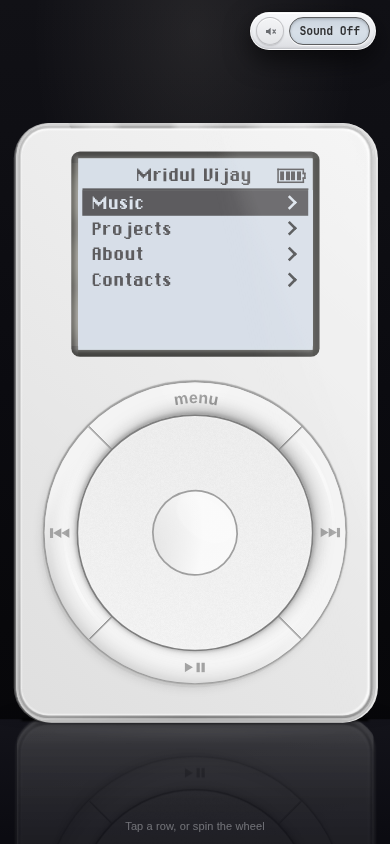 Sound Off
Mridul Vijay
Music
Projects
About
Contacts
menu
Tap a row, or spin the wheel